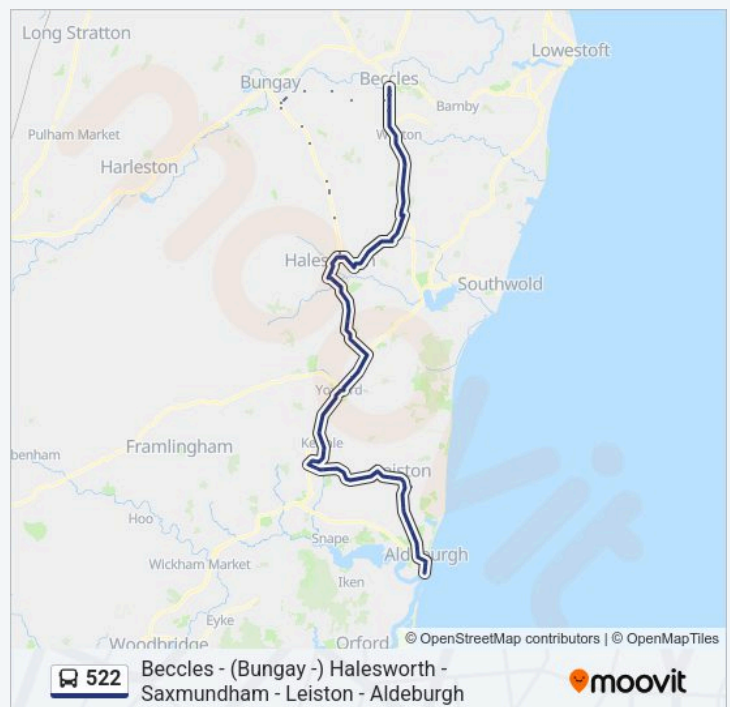 Long Stratton
Lowestoft
Bungay
Beccles
Barnby
Pulham Market
Harleston
Southwold
Framlingham
Hoo
Snape
Wickham Market
Iken
Eyke
Woodbridge
Orford
© OpenStreetMap contributors | © OpenMapTiles
522
Beccles - (Bungay -) Halesworth -
Saxmundham - Leiston - Aldeburgh
moovit